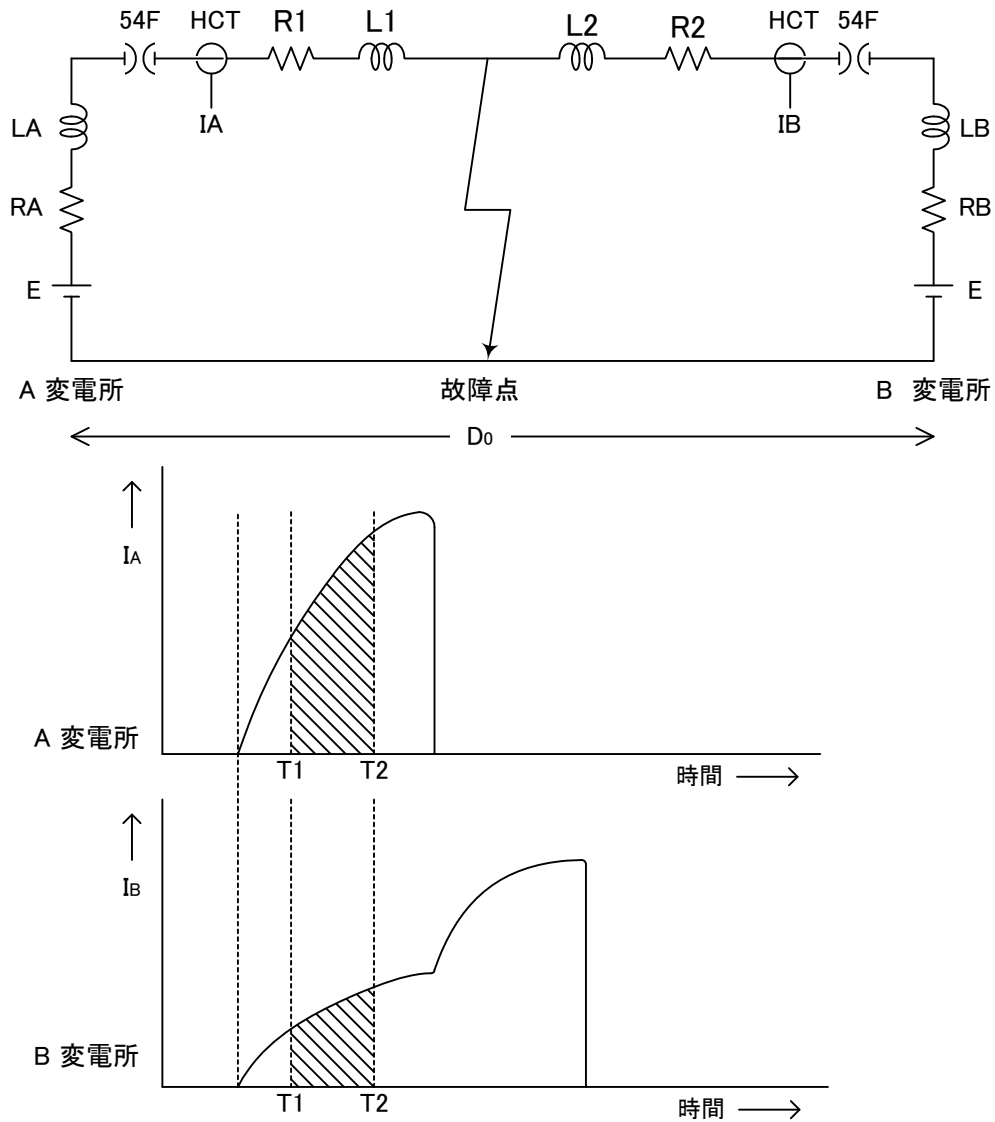 54F HCT R1 L1 L2 R2 HCT 54F
IA IB
LA LB
RA RB
E E
A 変電所 故障点 B 変電所
D0
IA
A 変電所
T1 T2
時間
IB
B 変電所
T1 T2
時間